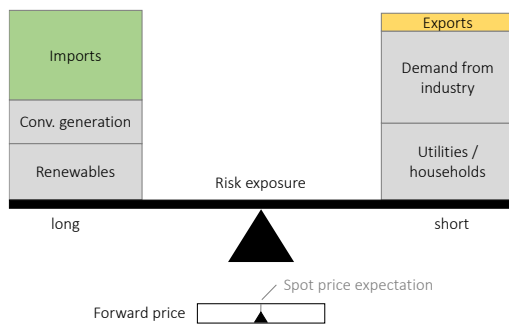 Imports
Conv. generation
Renewables
Exports
Demand from
industry
Utilities /
households
Risk exposure
long
short
Spot price expectation
Forward price